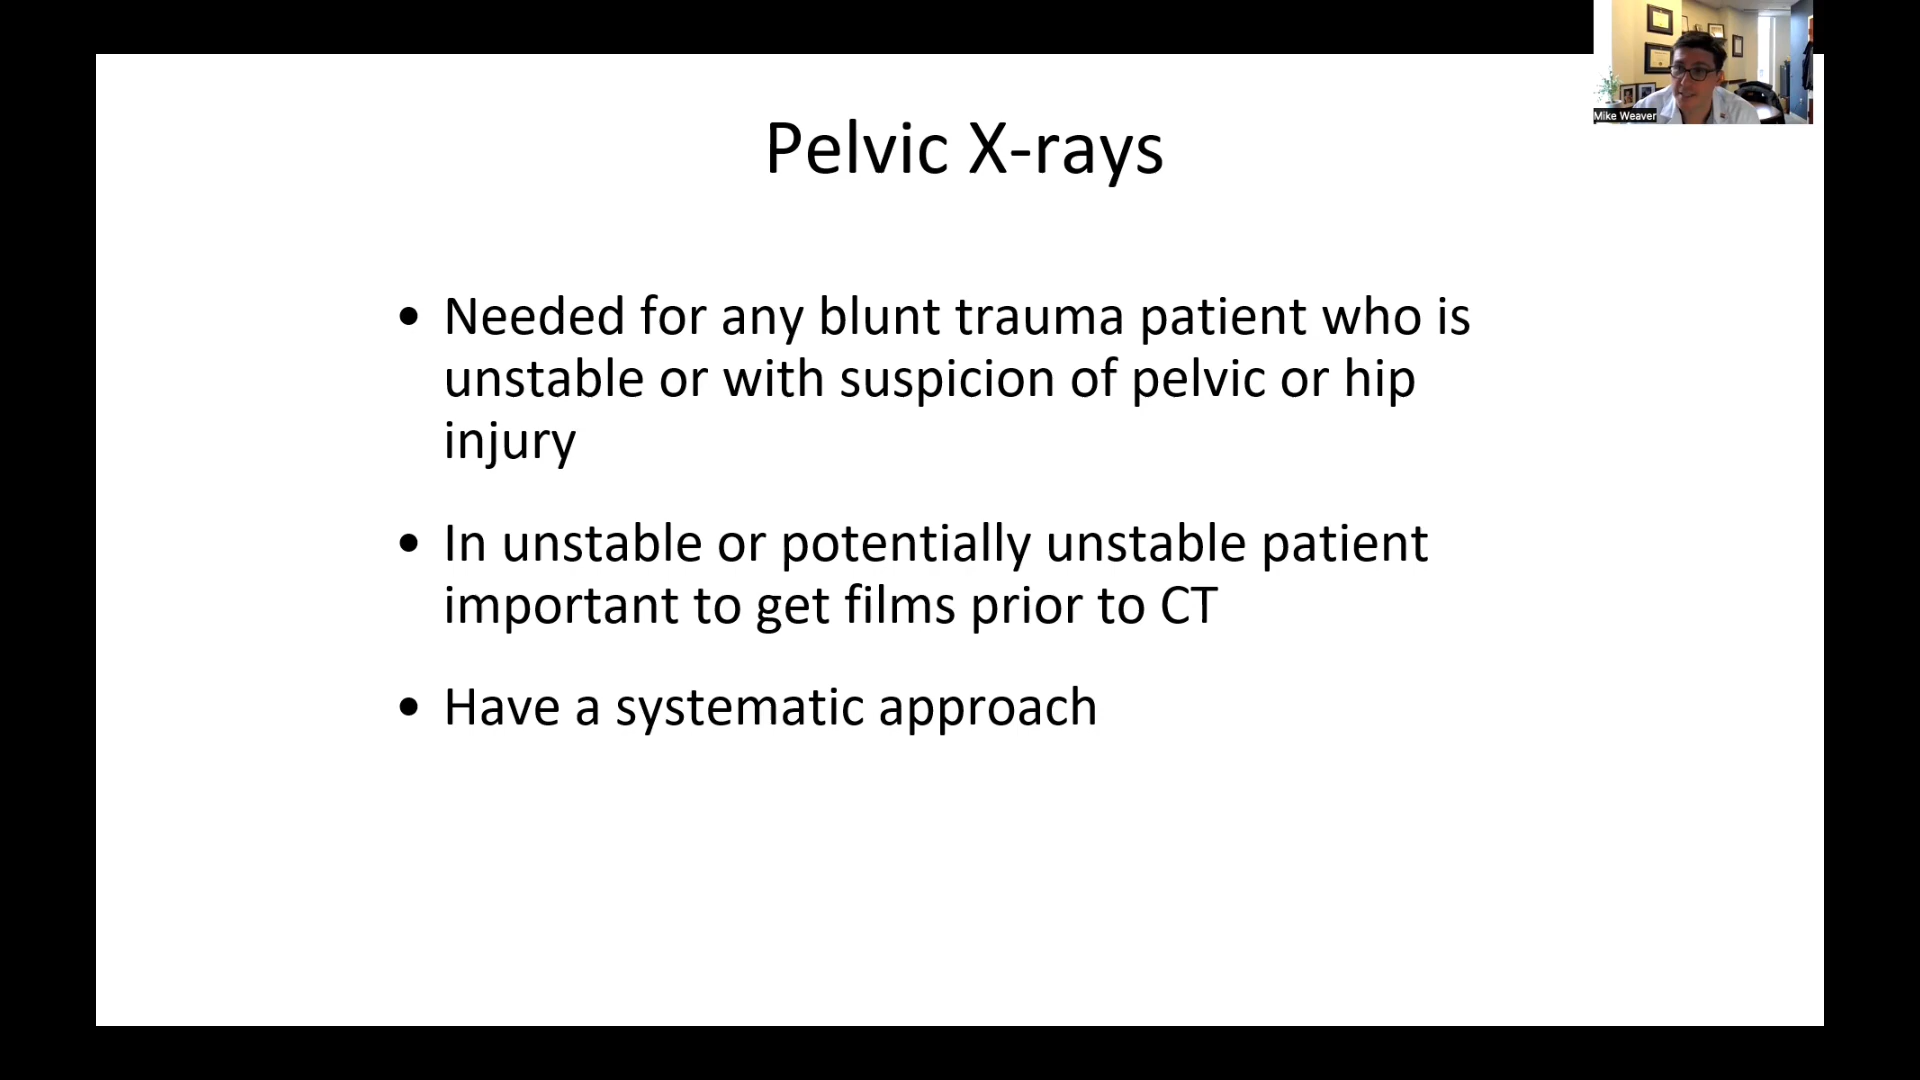 Mike Weaver
Pelvic X-rays
• Needed for any blunt trauma patient who is
unstable or with suspicion of pelvic or hip
injury
• In unstable or potentially unstable patient
important to get films prior to CT
• Have a systematic approach